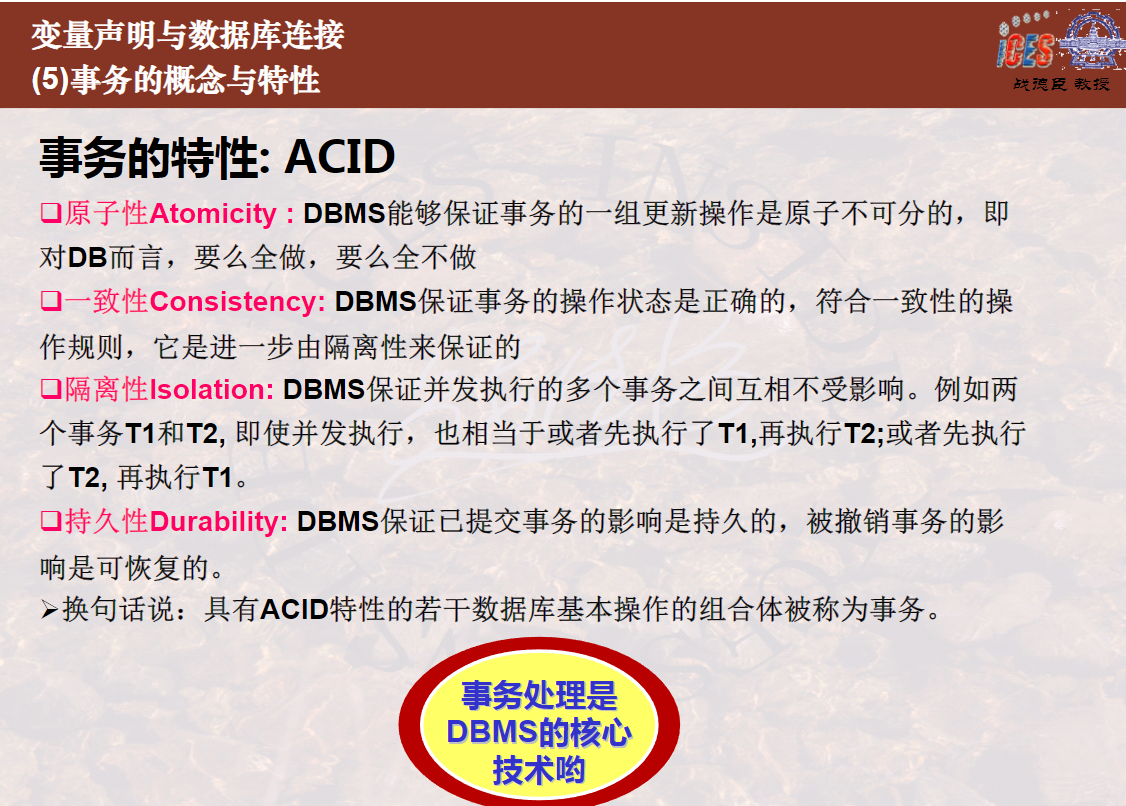 变量声明与数据库连接
(5)事务的概念与特性
iCES
战德臣 教授
事务的特性: ACID
❑原子性Atomicity : DBMS能够保证事务的一组更新操作是原子不可分的，即
对DB而言，要么全做，要么全不做
❑一致性Consistency: DBMS保证事务的操作状态是正确的，符合一致性的操
作规则，它是进一步由隔离性来保证的
❑隔离性Isolation: DBMS保证并发执行的多个事务之间互相不受影响。例如两
个事务T1和T2, 即使并发执行，也相当于或者先执行了T1,再执行T2;或者先执行
了T2, 再执行T1。
❑持久性Durability: DBMS保证已提交事务的影响是持久的，被撤销事务的影
响是可恢复的。
➢换句话说：具有ACID特性的若干数据库基本操作的组合体被称为事务。
事务处理是
DBMS的核心
技术哟